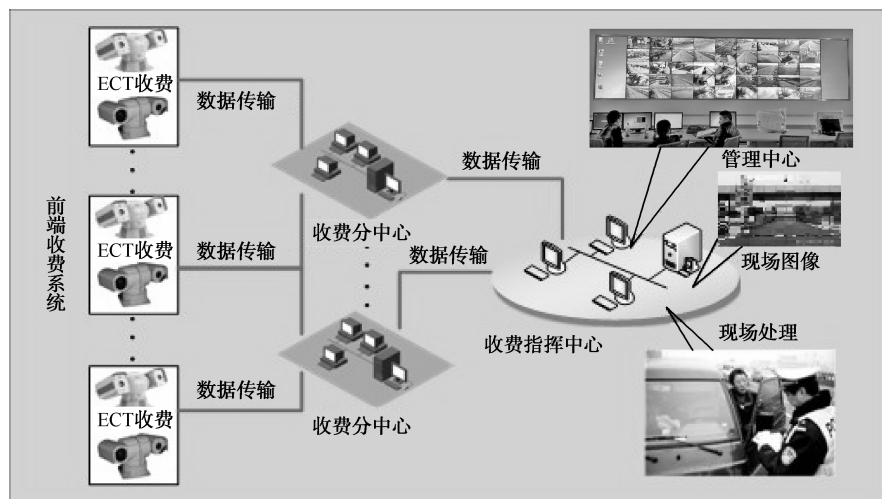 前端收费系统
ECT收费
数据传输
ECT收费
数据传输
ECT收费
数据传输
收费分中心
数据传输
收费分中心
数据传输
收费指挥中心
管理中心
现场图像
现场处理